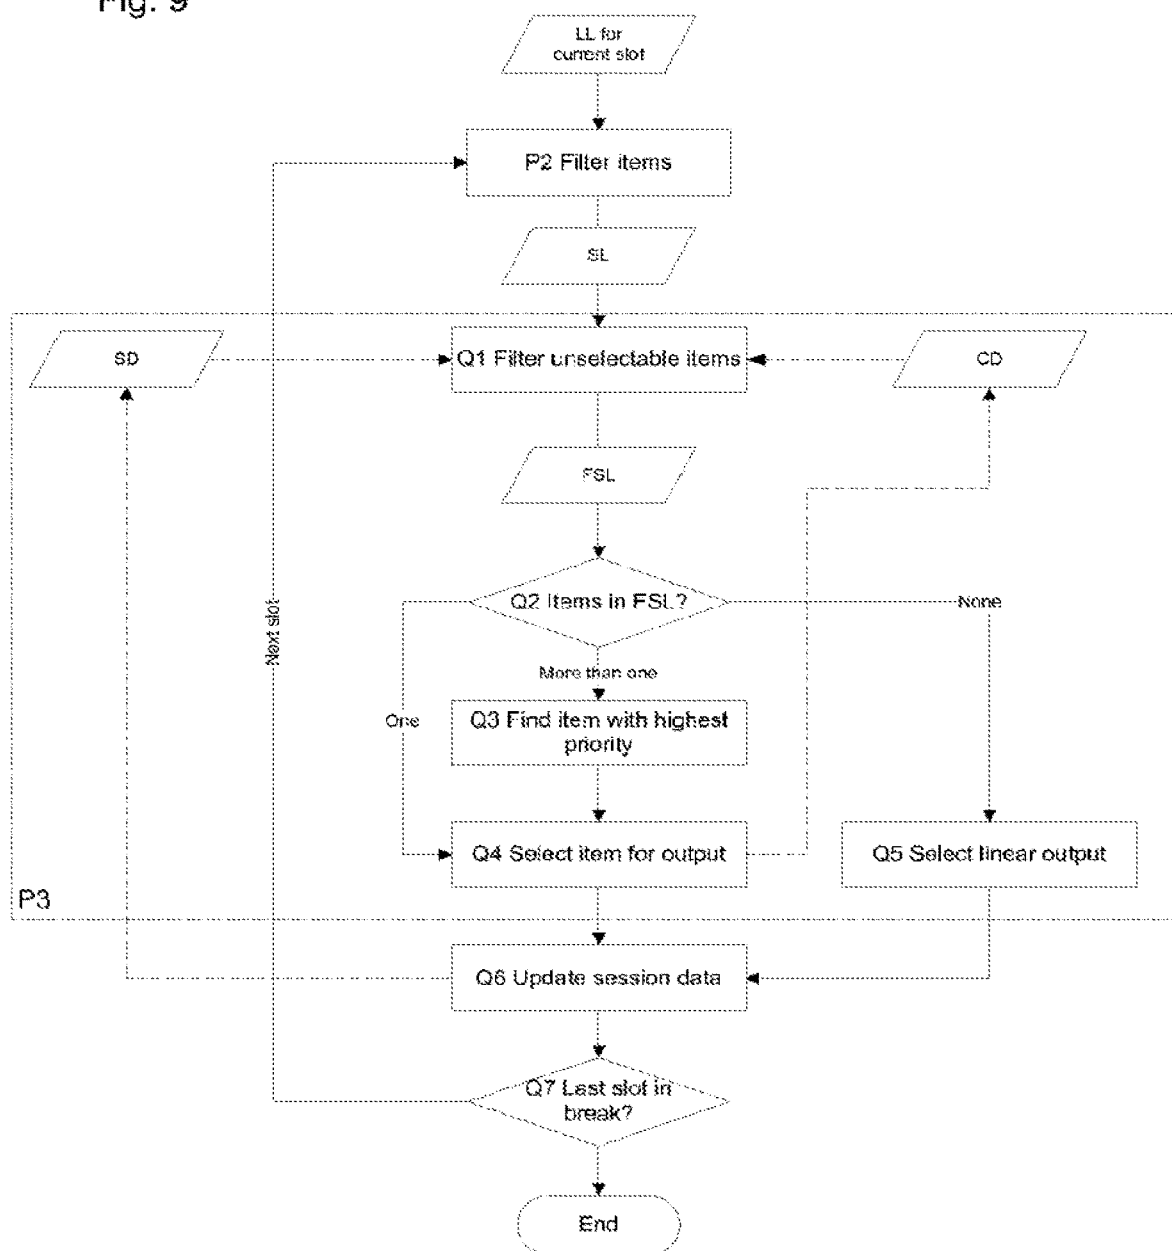 Fig. 9
LL for
current slot
P2 Filter items
SL
SD
Q1 Filter unselectable items
CD
FSL
Q2 Items in FSL?
None
More than one
Next slot
One
Q3 Find item with highest
priority
Q4 Select item for output
Q5 Select linear output
P3
Q6 Update session data
Q7 Last slot in
break?
End